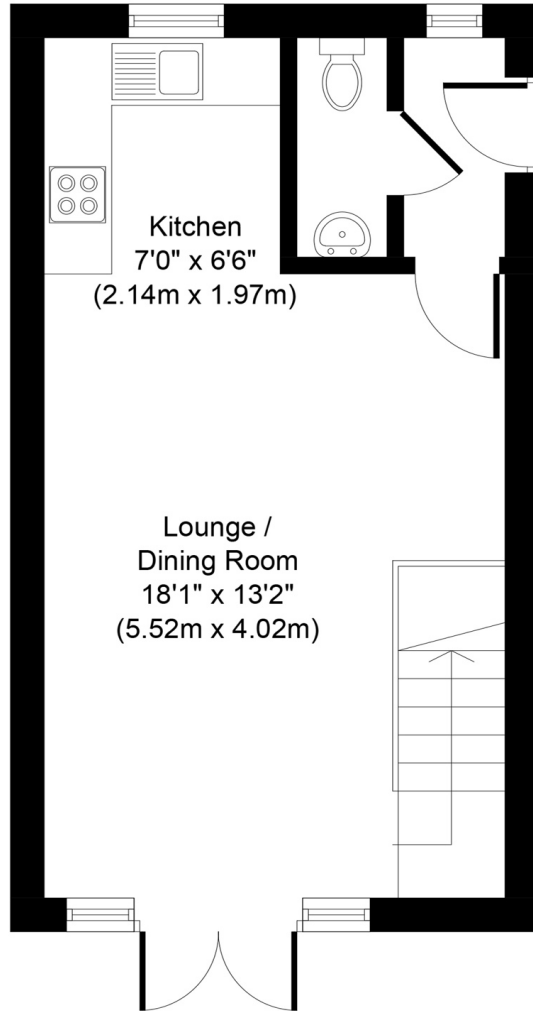 Kitchen
7'0" x 6'6"
(2.14m x 1.97m)
Lounge /
Dining Room
18'1" x 13'2"
(5.52m x 4.02m)